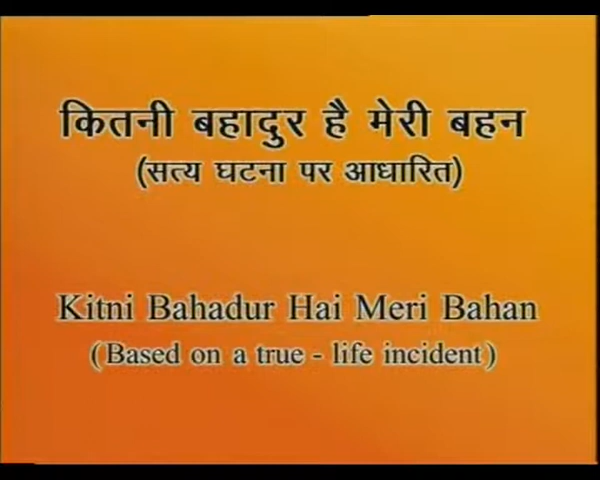 कितनी बहादुर है मेरी बहन
(सत्य घटना पर आधारित)
Kitni Bahadur Hai Meri Bahan
(Based on a true - life incident)